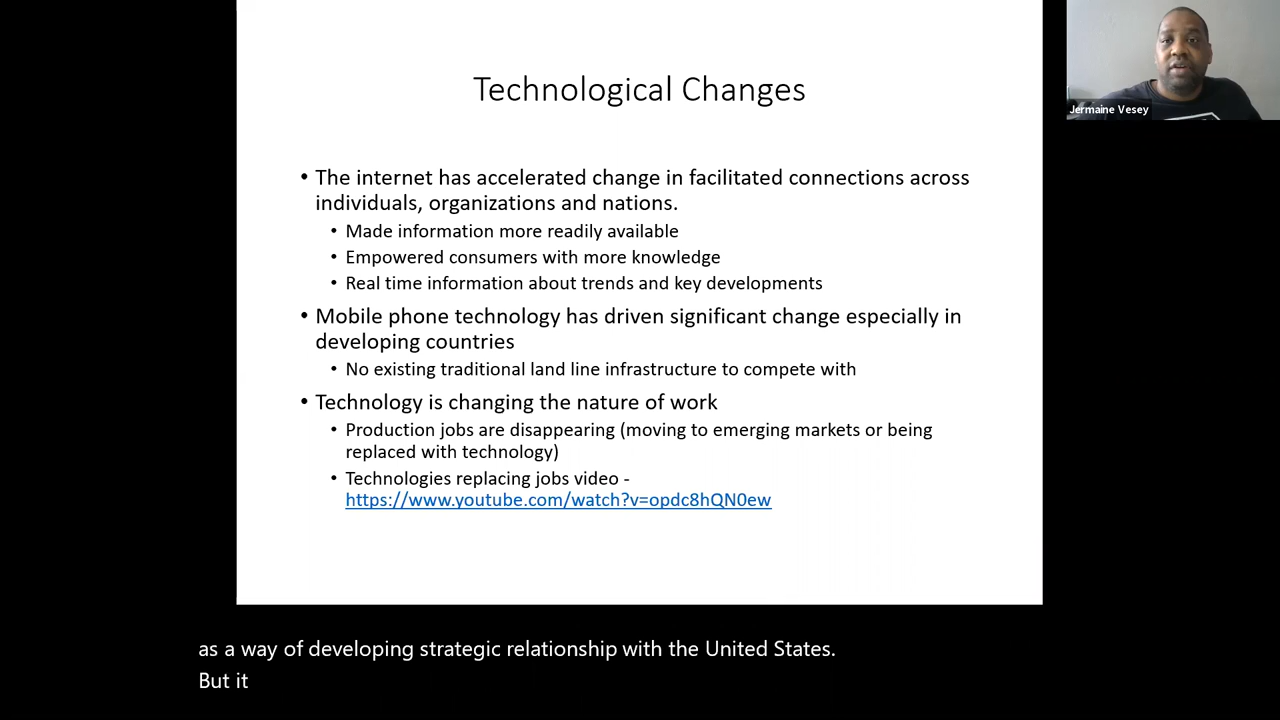 Technological Changes
Jermaine Vesey
• The internet has accelerated change in facilitated connections across
individuals, organizations and nations.
• Made information more readily available
• Empowered consumers with more knowledge
• Real time information about trends and key developments
• Mobile phone technology has driven significant change especially in
developing countries
• No existing traditional land line infrastructure to compete with
• Technology is changing the nature of work
• Production jobs are disappearing (moving to emerging markets or being
replaced with technology)
• Technologies replacing jobs video -
https://www.youtube.com/watch?v=opdc8hQN0ew
as a way of developing strategic relationship with the United States.
But it